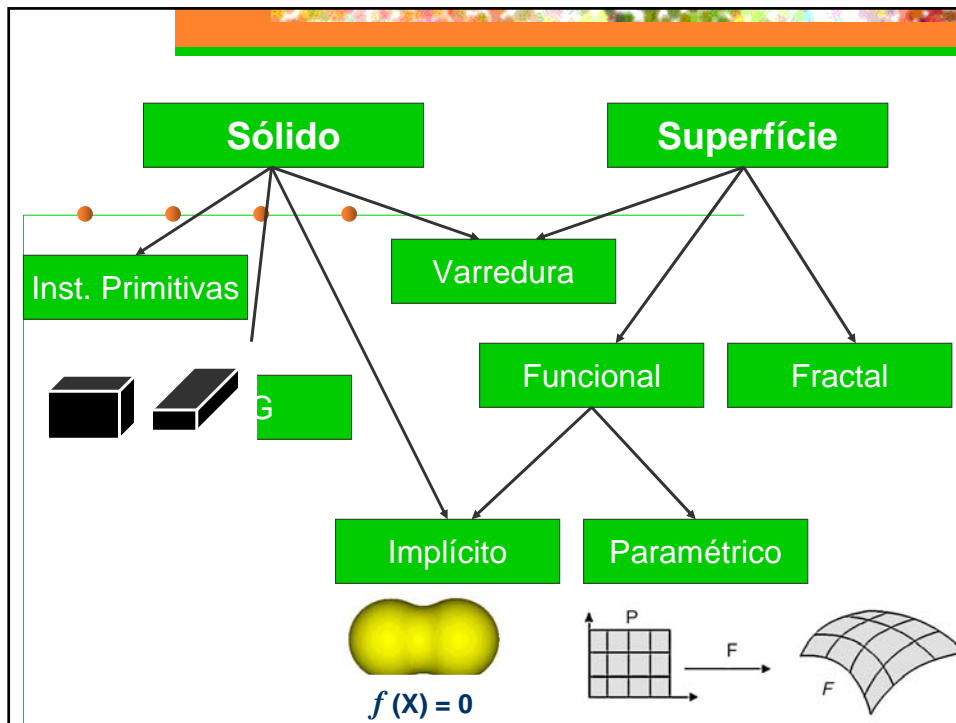 Sólido
Superfície
Inst. Primitivas
Varredura
Funcional
Fractal
G
Implícito
Paramétrico
P
F
F
f (X) = 0